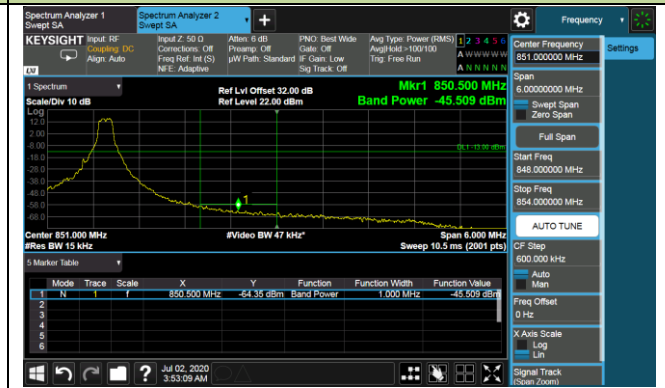 Spectrum Analyzer 1
Swept SA
Spectrum Analyzer 2
Swept SA
+
Frequency
KEYSIGHT
Input: RF
Coupling: DC
Align: Auto
Input Z: 50 Ω
Corrections: Off
Freq Ref: Int (S)
NFE: Adaptive
Atten: 6 dB
Preamp: Off
µW Path: Standard
PNO: Best Wide
Gate: Off
IF Gain: Low
Sig Track: Off
Avg Type: Power (RMS)
Avg|Hold:>100/100
Trig: Free Run
1 2 3 4 5 6
A W W W W W
A N N N N N
LXI
1 Spectrum
Scale/Div 10 dB
Ref Lvl Offset 32.00 dB
Ref Level 22.00 dBm
Mkr1 850.500 MHz
Band Power -45.509 dBm
Log
12.0
2.00
-8.00
-18.0
-28.0
-38.0
-48.0
-58.0
-68.0
DL1 -13.00 dBm
1
Center 851.000 MHz
#Res BW 15 kHz
#Video BW 47 kHz*
Span 6.000 MHz
Sweep 10.5 ms (2001 pts)
5 Marker Table
Mode Trace Scale X Y Function Function Width Function Value
1 N 1 f 850.500 MHz -64.35 dBm Band Power 1.000 MHz -45.509 dBm
2
3
4
5
6
Jul 02, 2020
3:53:09 AM
Center Frequency
851.000000 MHz
Settings
Span
6.00000000 MHz
Swept Span
Zero Span
Full Span
Start Freq
848.000000 MHz
Stop Freq
854.000000 MHz
AUTO TUNE
CF Step
600.000 kHz
Auto
Man
Freq Offset
0 Hz
X Axis Scale
Log
Lin
Signal Track
(Span Zoom)